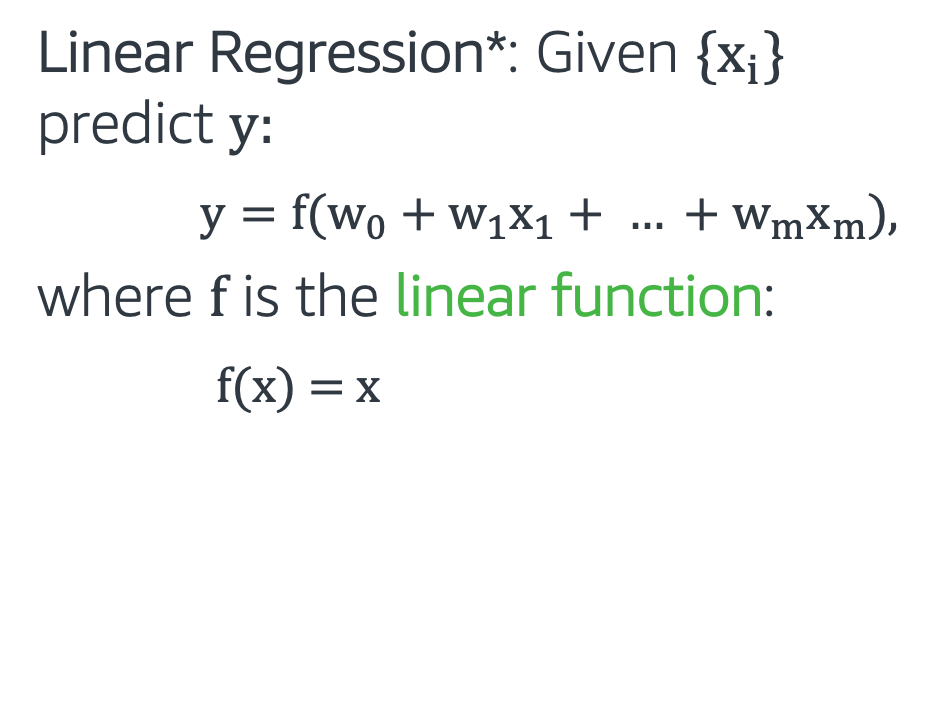 Linear Regression*: Given {xᵢ}
predict y:
y = f(w₀ + w₁x₁ + ... + wₘxₘ),
where f is the linear function:
f(x) = x